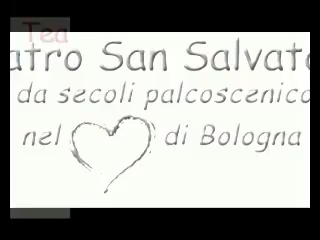 Tea
atro San Salvato
da secoli palcoscenico
nel di Bologna